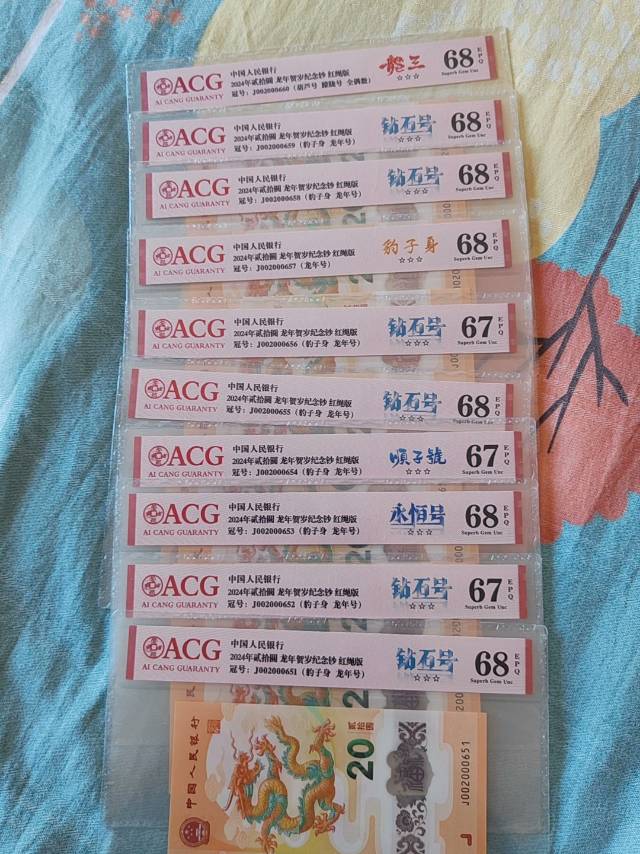 ACG
AI CANG GUARANTY
中国人民银行
2024年贰拾圆 龙年贺岁纪念钞 红绳版
冠号：J002000660（葫芦号 朦胧号 全偶数）
☆☆☆
68 EPQ
Superb Gem Unc
ACG
AI CANG GUARANTY
中国人民银行
2024年贰拾圆 龙年贺岁纪念钞 红绳版
冠号：J002000659（豹子身 龙年号）
钻石号
☆☆☆
68 EPQ
Superb Gem Unc
ACG
AI CANG GUARANTY
中国人民银行
2024年贰拾圆 龙年贺岁纪念钞 红绳版
冠号：J002000658（豹子身 龙年号）
钻石号
☆☆☆
68 EPQ
Superb Gem Unc
ACG
AI CANG GUARANTY
中国人民银行
2024年贰拾圆 龙年贺岁纪念钞 红绳版
冠号：J002000657（龙年号）
豹子身
☆☆☆
68 EPQ
Superb Gem Unc
ACG
AI CANG GUARANTY
中国人民银行
2024年贰拾圆 龙年贺岁纪念钞 红绳版
冠号：J002000656（豹子身 龙年号）
钻石号
☆☆☆
67 EPQ
Superb Gem Unc
ACG
AI CANG GUARANTY
中国人民银行
2024年贰拾圆 龙年贺岁纪念钞 红绳版
冠号：J002000655（豹子身 龙年号）
钻石号
☆☆☆
68 EPQ
Superb Gem Unc
ACG
AI CANG GUARANTY
中国人民银行
2024年贰拾圆 龙年贺岁纪念钞 红绳版
冠号：J002000654（豹子身 龙年号）
順子號
☆☆☆
67 EPQ
Superb Gem Unc
ACG
AI CANG GUARANTY
中国人民银行
2024年贰拾圆 龙年贺岁纪念钞 红绳版
冠号：J002000653（豹子身 龙年号）
永恒号
☆☆☆
68 EPQ
Superb Gem Unc
ACG
AI CANG GUARANTY
中国人民银行
2024年贰拾圆 龙年贺岁纪念钞 红绳版
冠号：J002000652（豹子身 龙年号）
钻石号
☆☆☆
67 EPQ
Superb Gem Unc
ACG
AI CANG GUARANTY
中国人民银行
2024年贰拾圆 龙年贺岁纪念钞 红绳版
冠号：J002000651（豹子身 龙年号）
钻石号
☆☆☆
68 EPQ
Superb Gem Unc
中国人民银行
贰拾圆
20
J002000651